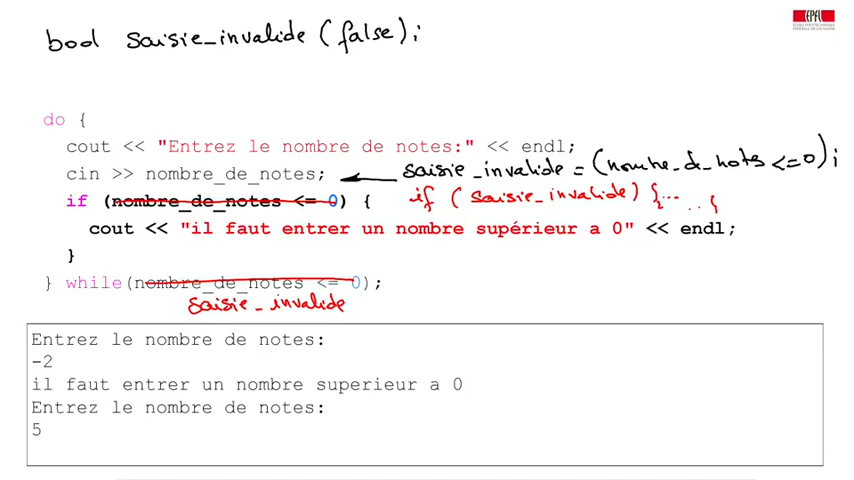 EPFL
bool saisie_invalide (false);
do {
cout << "Entrez le nombre de notes:" << endl;
cin >> nombre_de_notes; saisie_invalide = (nombre_de_notes <=0);
if (nombre_de_notes <= 0) { if (saisie_invalide) {...
...}
cout << "il faut entrer un nombre supérieur a 0" << endl;
}
} while(nombre_de_notes <= 0);
saisie_invalide
Entrez le nombre de notes:
-2
il faut entrer un nombre superieur a 0
Entrez le nombre de notes:
5